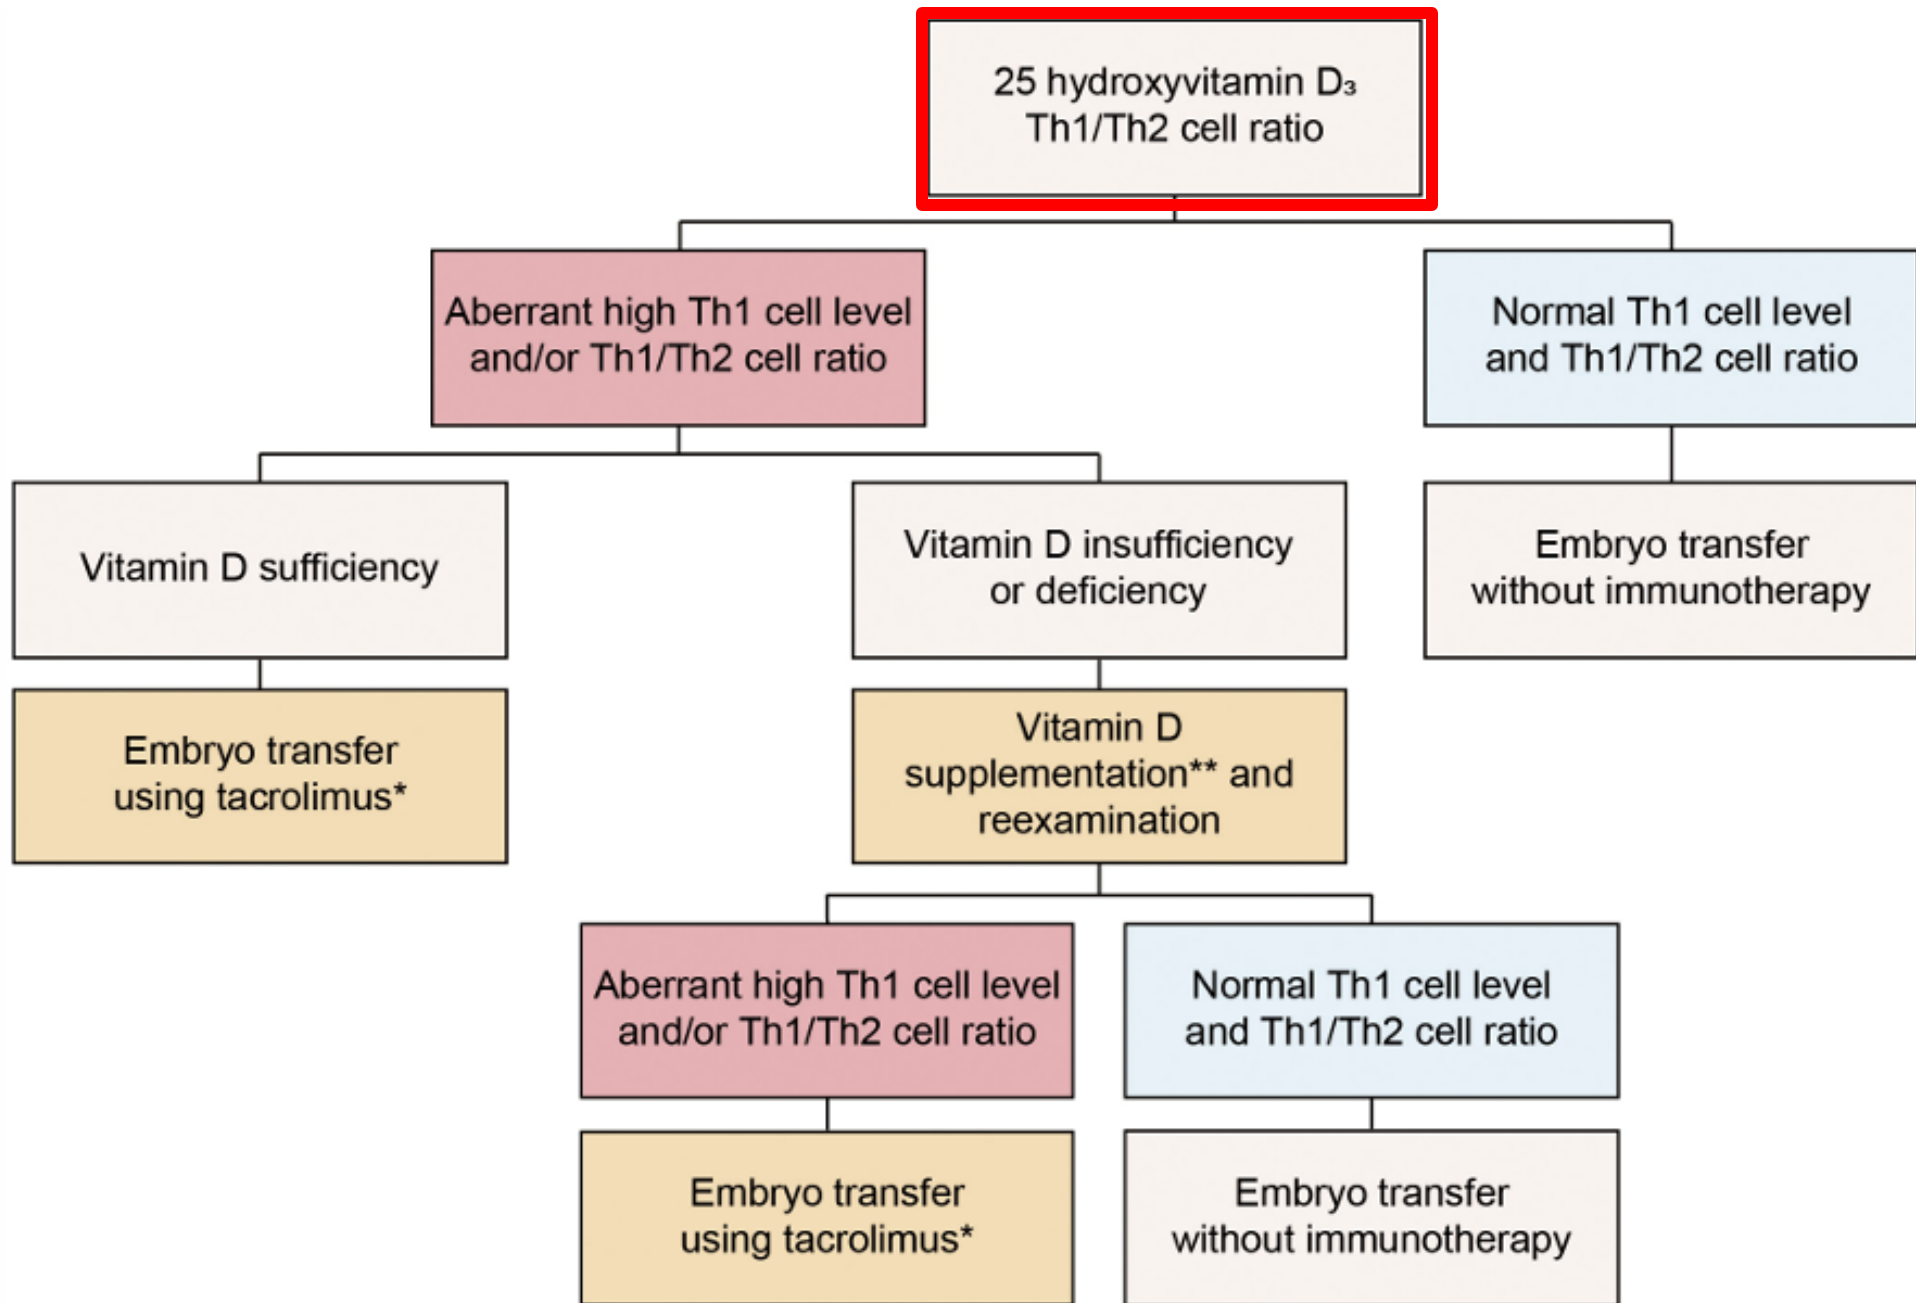 25 hydroxyvitamin D₃
Th1/Th2 cell ratio
Aberrant high Th1 cell level
and/or Th1/Th2 cell ratio
Normal Th1 cell level
and Th1/Th2 cell ratio
Vitamin D sufficiency
Vitamin D insufficiency
or deficiency
Embryo transfer
without immunotherapy
Embryo transfer
using tacrolimus*
Vitamin D
supplementation** and
reexamination
Aberrant high Th1 cell level
and/or Th1/Th2 cell ratio
Normal Th1 cell level
and Th1/Th2 cell ratio
Embryo transfer
using tacrolimus*
Embryo transfer
without immunotherapy